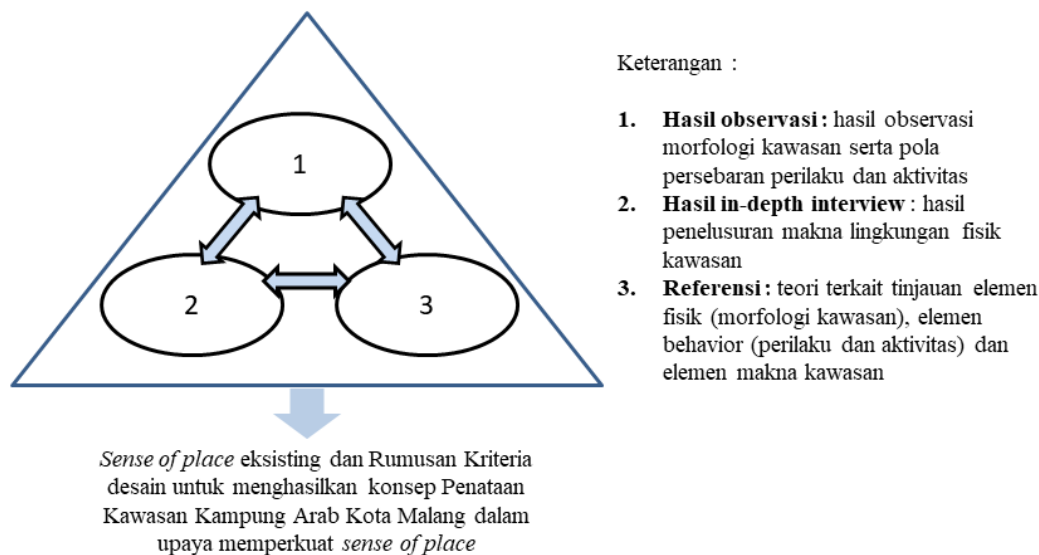 1
2
3
Sense of place eksisting dan Rumusan Kriteria
desain untuk menghasilkan konsep Penataan
Kawasan Kampung Arab Kota Malang dalam
upaya memperkuat sense of place
Keterangan :
1. Hasil observasi : hasil observasi
morfologi kawasan serta pola
persebaran perilaku dan aktivitas
2. Hasil in-depth interview : hasil
penelusuran makna lingkungan fisik
kawasan
3. Referensi : teori terkait tinjauan elemen
fisik (morfologi kawasan), elemen
behavior (perilaku dan aktivitas) dan
elemen makna kawasan